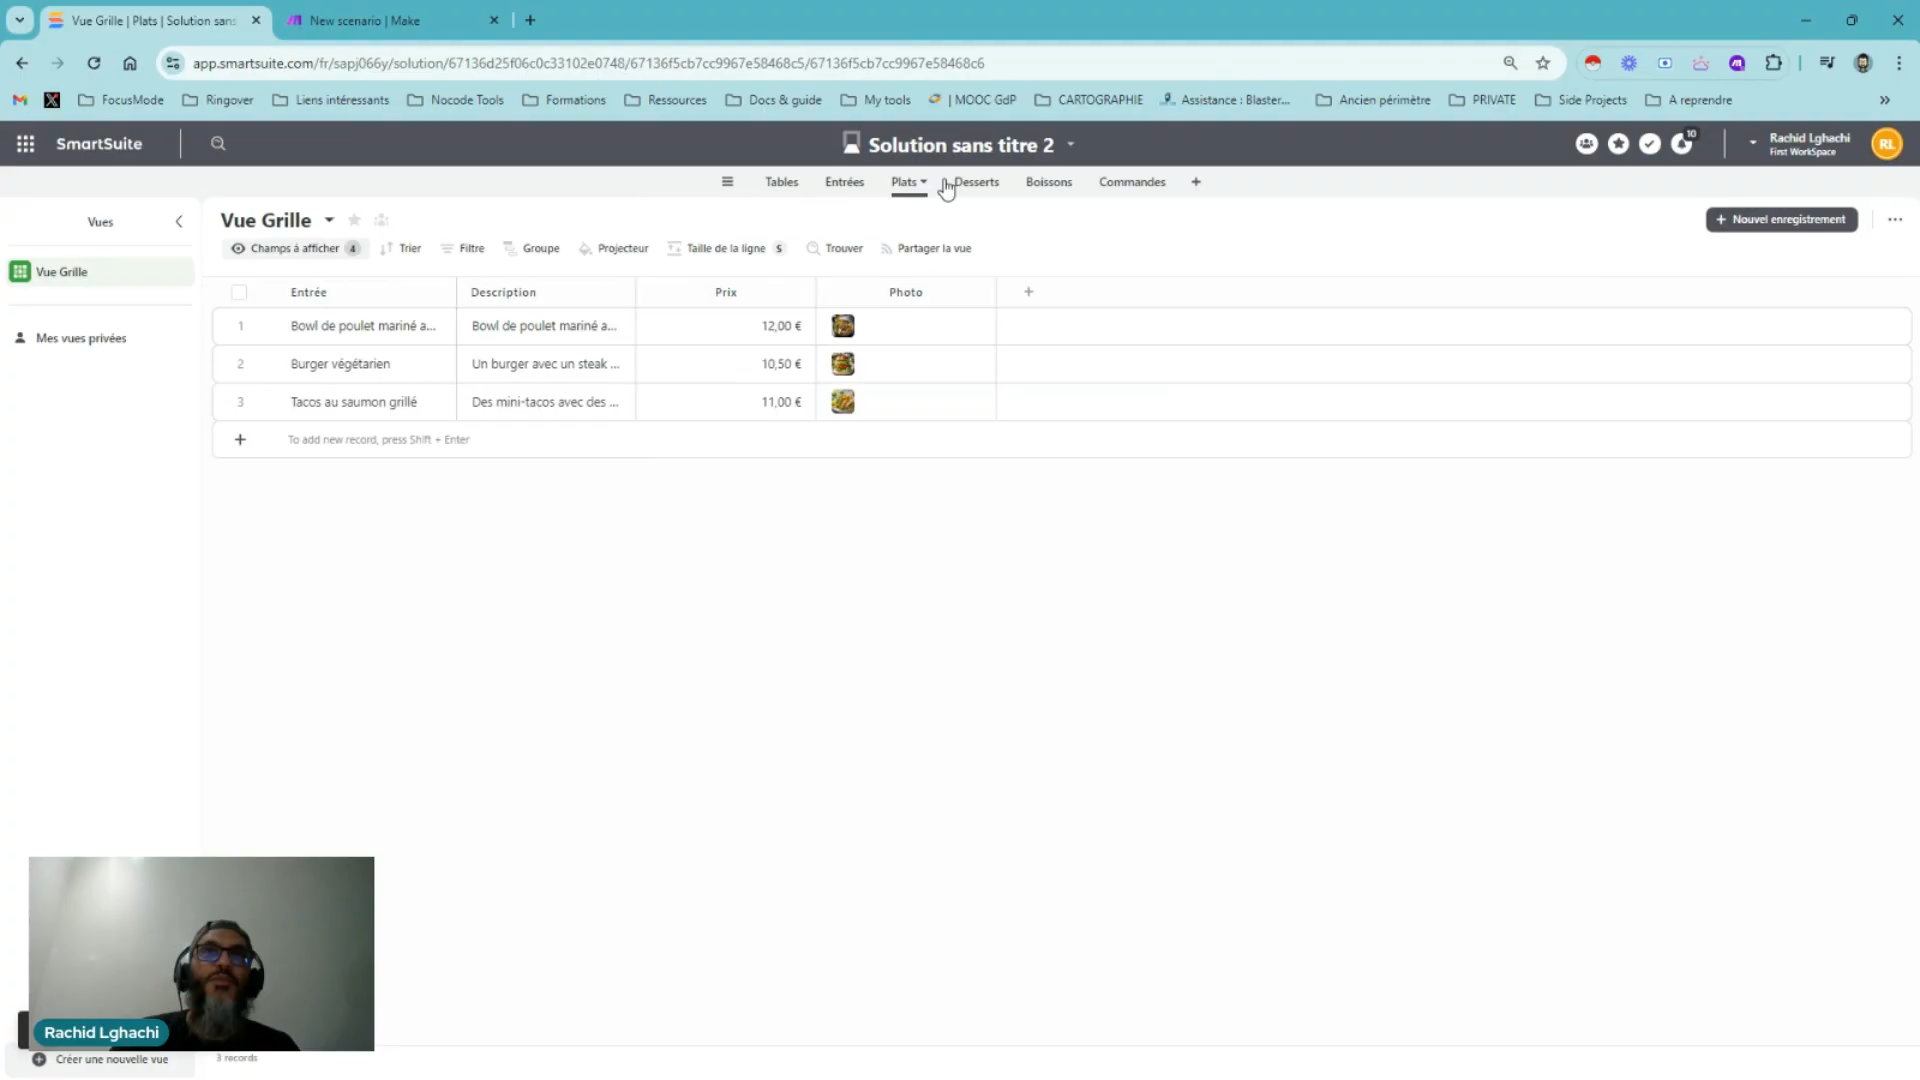 Vue Grille | Plats | Solution sans
New scenario | Make
app.smartsuite.com/fr/sapj066y/solution/67136d25f06c0c33102e0748/67136f5cb7cc9967e58468c5/67136f5cb7cc9967e58468c6
FocusMode
Ringover
Liens intéressants
Nocode Tools
Formations
Ressources
Docs & guide
My tools
| MOOC GdP
CARTOGRAPHIE
Assistance : Blaster...
Ancien périmètre
PRIVATE
Side Projects
A reprendre
SmartSuite
Solution sans titre 2
10
Rachid Lghachi
First WorkSpace
RL
Tables
Entrées
Plats
Desserts
Boissons
Commandes
Vues
Vue Grille
Nouvel enregistrement
Champs à afficher 4
Trier
Filtre
Groupe
Projecteur
Taille de la ligne S
Trouver
Partager la vue
Vue Grille
Mes vues privées
Entrée Description Prix Photo
1 Bowl de poulet mariné a... Bowl de poulet mariné a... 12,00 €
2 Burger végétarien Un burger avec un steak ... 10,50 €
3 Tacos au saumon grillé Des mini-tacos avec des ... 11,00 €
To add new record, press Shift + Enter
Rachid Lghachi
Créer une nouvelle vue
3 records